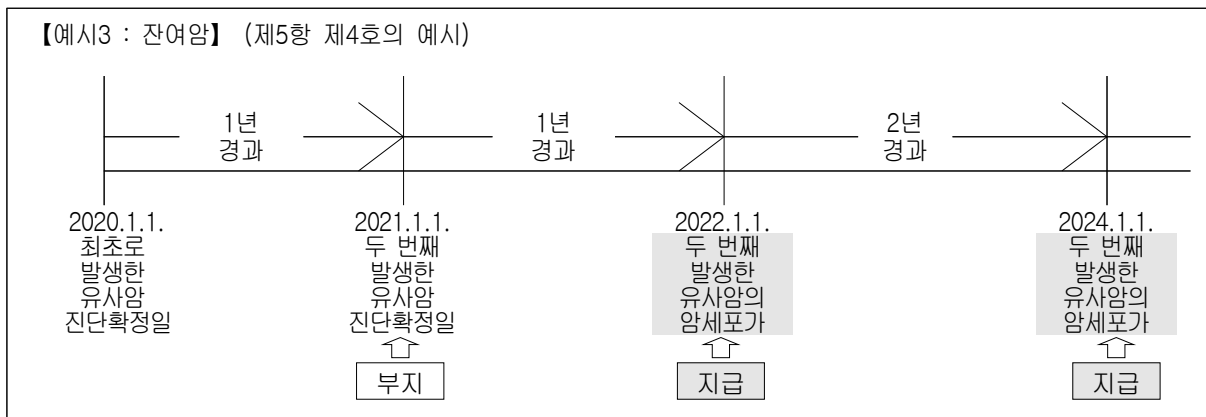 【예시3 : 잔여암】 (제5항 제4호의 예시)
1년
경과
1년
경과
2년
경과
2020.1.1.
최초로
발생한
유사암
진단확정일
2021.1.1.
두 번째
발생한
유사암
진단확정일
2022.1.1.
두 번째
발생한
유사암의
암세포가
2024.1.1.
두 번째
발생한
유사암의
암세포가
부지
지급
지급